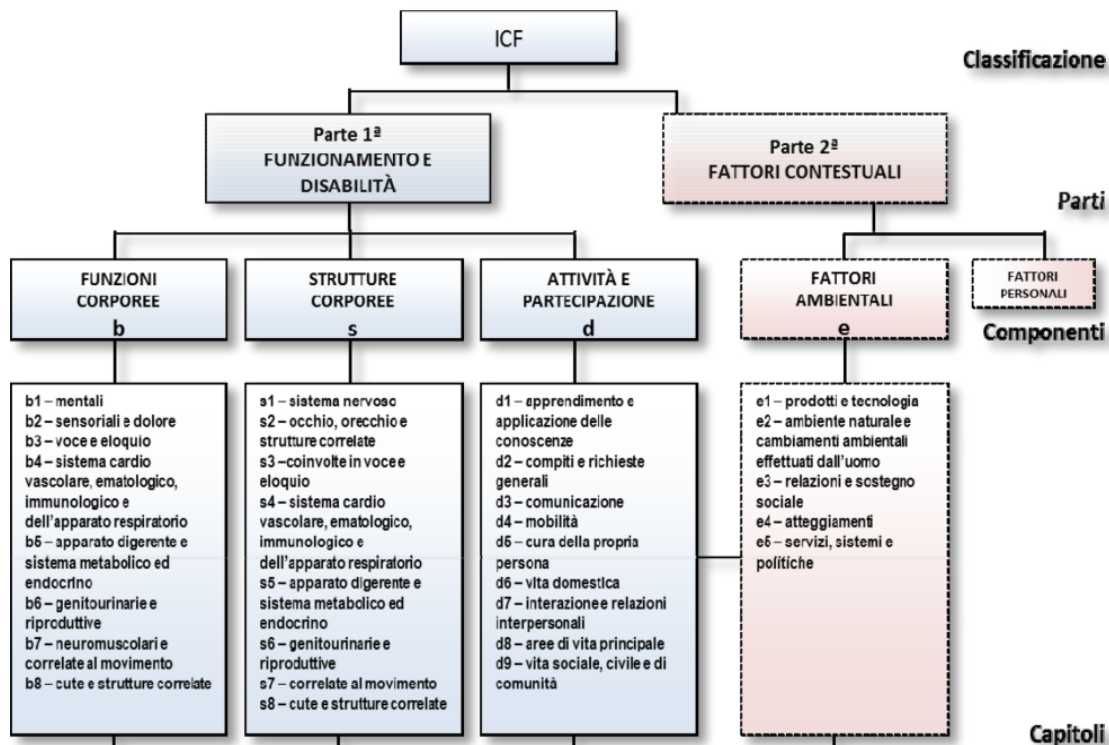 ICF
Classificazione
Parte 1ª
FUNZIONAMENTO E
DISABILITÀ
Parte 2ª
FATTORI CONTESTUALI
Parti
FUNZIONI
CORPOREE
b
STRUTTURE
CORPOREE
s
ATTIVITÀ E
PARTECIPAZIONE
d
FATTORI
AMBIENTALI
e
FATTORI
PERSONALI
Componenti
b1 – mentali
b2 – sensoriali e dolore
b3 – voce e eloquio
b4 – sistema cardio
vascolare, ematologico,
immunologico e
dell'apparato respiratorio
b5 – apparato digerente e
sistema metabolico ed
endocrino
b6 – genitourinarie e
riproduttive
b7 – neuromuscolari e
correlate al movimento
b8 – cute e strutture correlate
s1 – sistema nervoso
s2 – occhio, orecchio e
strutture correlate
s3 – coinvolte in voce e
eloquio
s4 – sistema cardio
vascolare, ematologico,
immunologico e
dell'apparato respiratorio
s5 – apparato digerente e
sistema metabolico ed
endocrino
s6 – genitourinarie e
riproduttive
s7 – correlate al movimento
s8 – cute e strutture correlate
d1 – apprendimento e
applicazione delle
conoscenze
d2 – compiti e richieste
generali
d3 – comunicazione
d4 – mobilità
d5 – cura della propria
persona
d6 – vita domestica
d7 – interazione e relazioni
interpersonali
d8 – aree di vita principale
d9 – vita sociale, civile e di
comunità
e1 – prodotti e tecnologia
e2 – ambiente naturale e
cambiamenti ambientali
effettuati dall'uomo
e3 – relazioni e sostegno
sociale
e4 – atteggiamenti
e5 – servizi, sistemi e
politiche
Capitoli